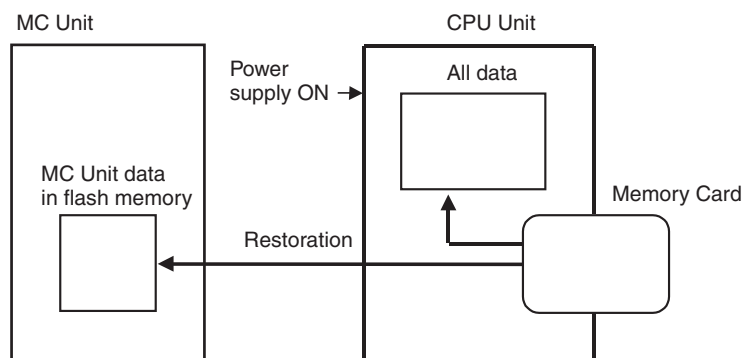 MC Unit
CPU Unit
Power
supply ON
All data
MC Unit data
in flash memory
Memory Card
Restoration